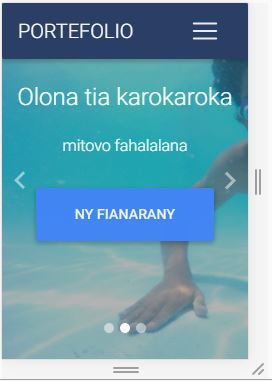 PORTEFOLIO
Olona tia karokaroka
mitovo fahalalana
NY FIANARANY